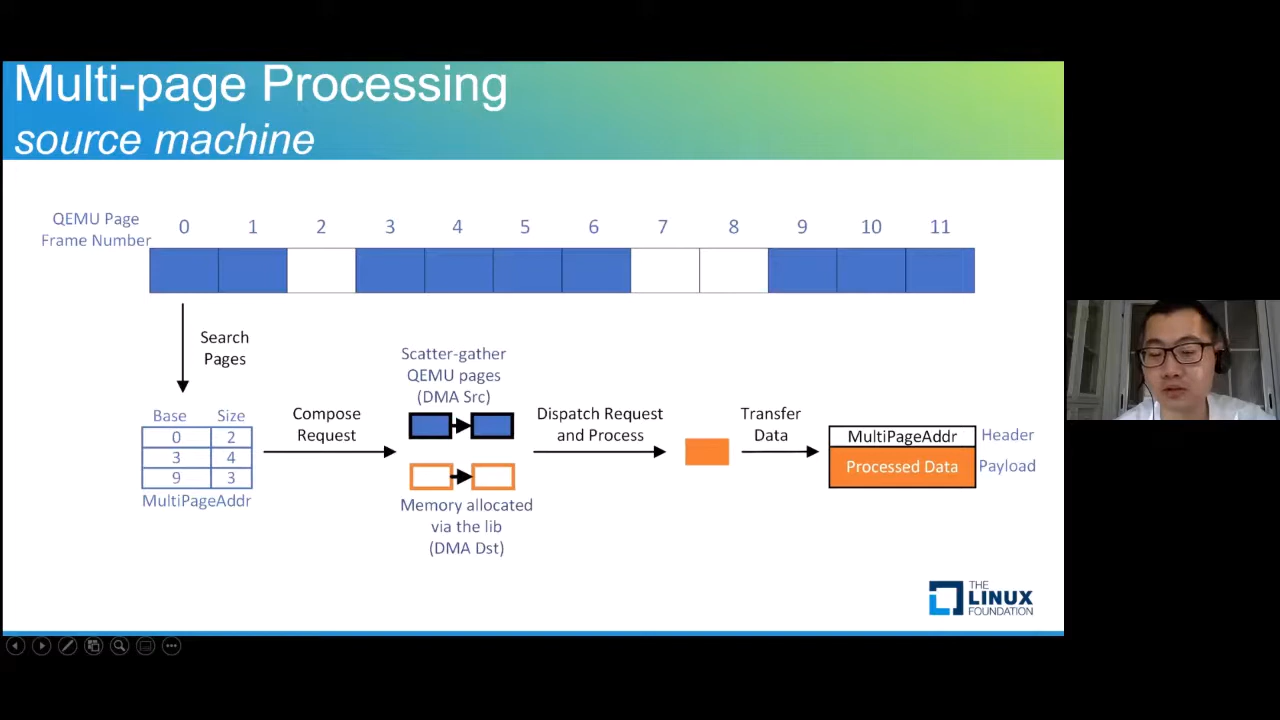 Multi-page Processing
source machine
QEMU Page
Frame Number
0 1 2 3 4 5 6 7 8 9 10 11
Search
Pages
Base Size
0 2
3 4
9 3
MultiPageAddr
Compose
Request
Scatter-gather
QEMU pages
(DMA Src)
Memory allocated
via the lib
(DMA Dst)
Dispatch Request
and Process
Transfer
Data
MultiPageAddr Header
Processed Data Payload
THE
LINUX
FOUNDATION